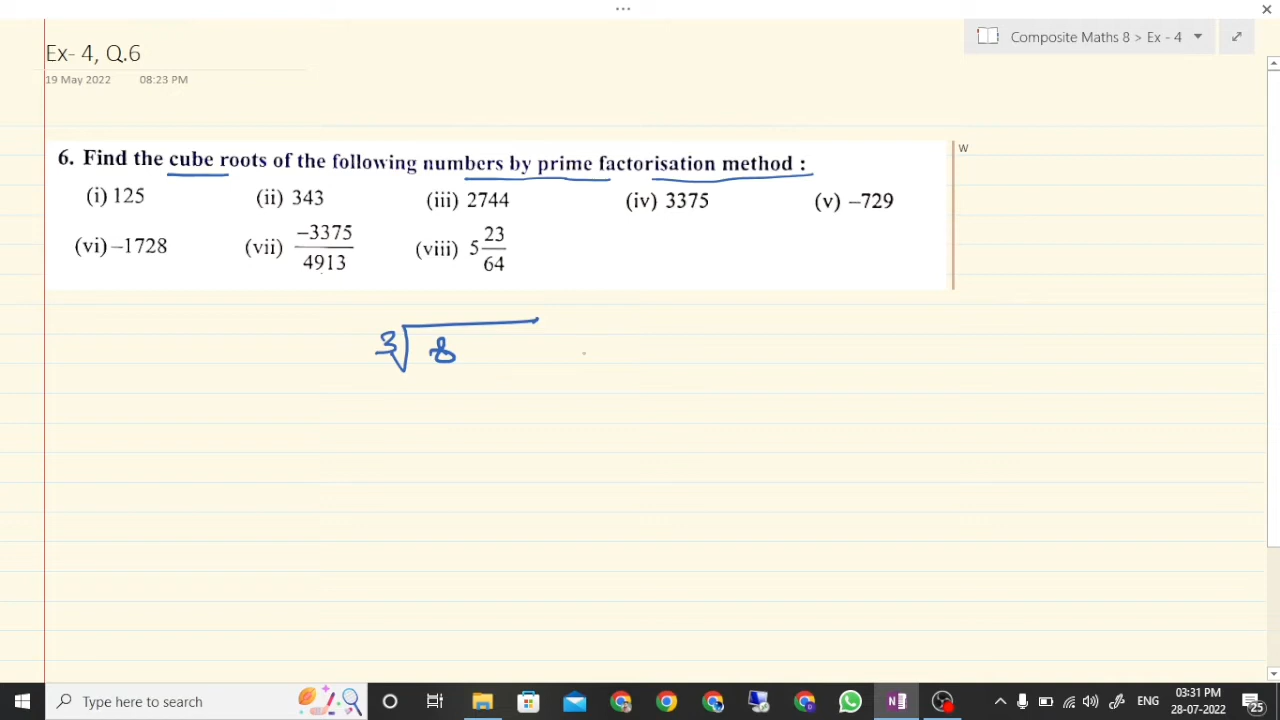 ...
Composite Maths 8 > Ex - 4
Ex- 4, Q.6
19 May 2022 08:23 PM
6. Find the cube roots of the following numbers by prime factorisation method :
W
(i) 125 (ii) 343 (iii) 2744 (iv) 3375 (v) –729
(vi) –1728 (vii) –3375/4913 (viii) 5 23/64
∛8
Type here to search
ENG
03:31 PM
28-07-2022
25